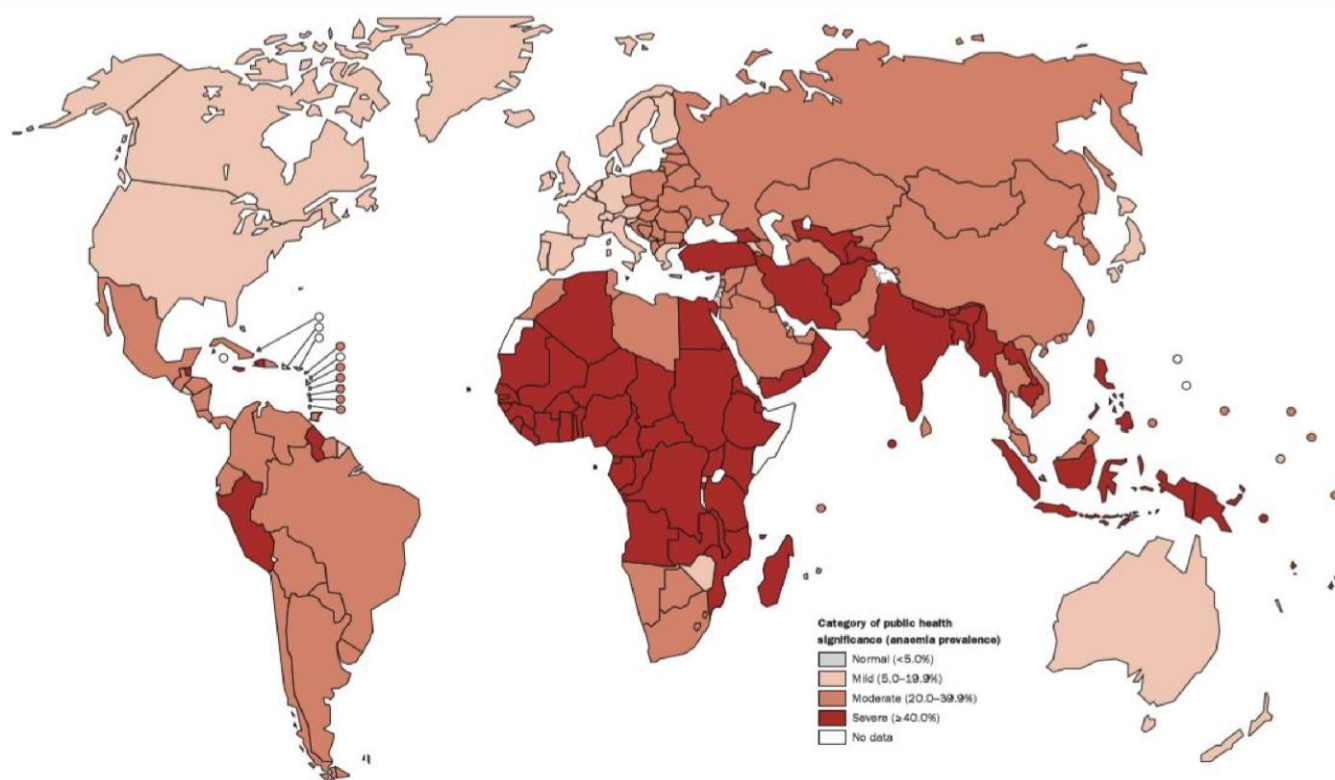 Category of public health
significance (anaemia prevalence)
Normal (<5.0%)
Mild (5.0–19.9%)
Moderate (20.0–39.9%)
Severe (≥40.0%)
No data